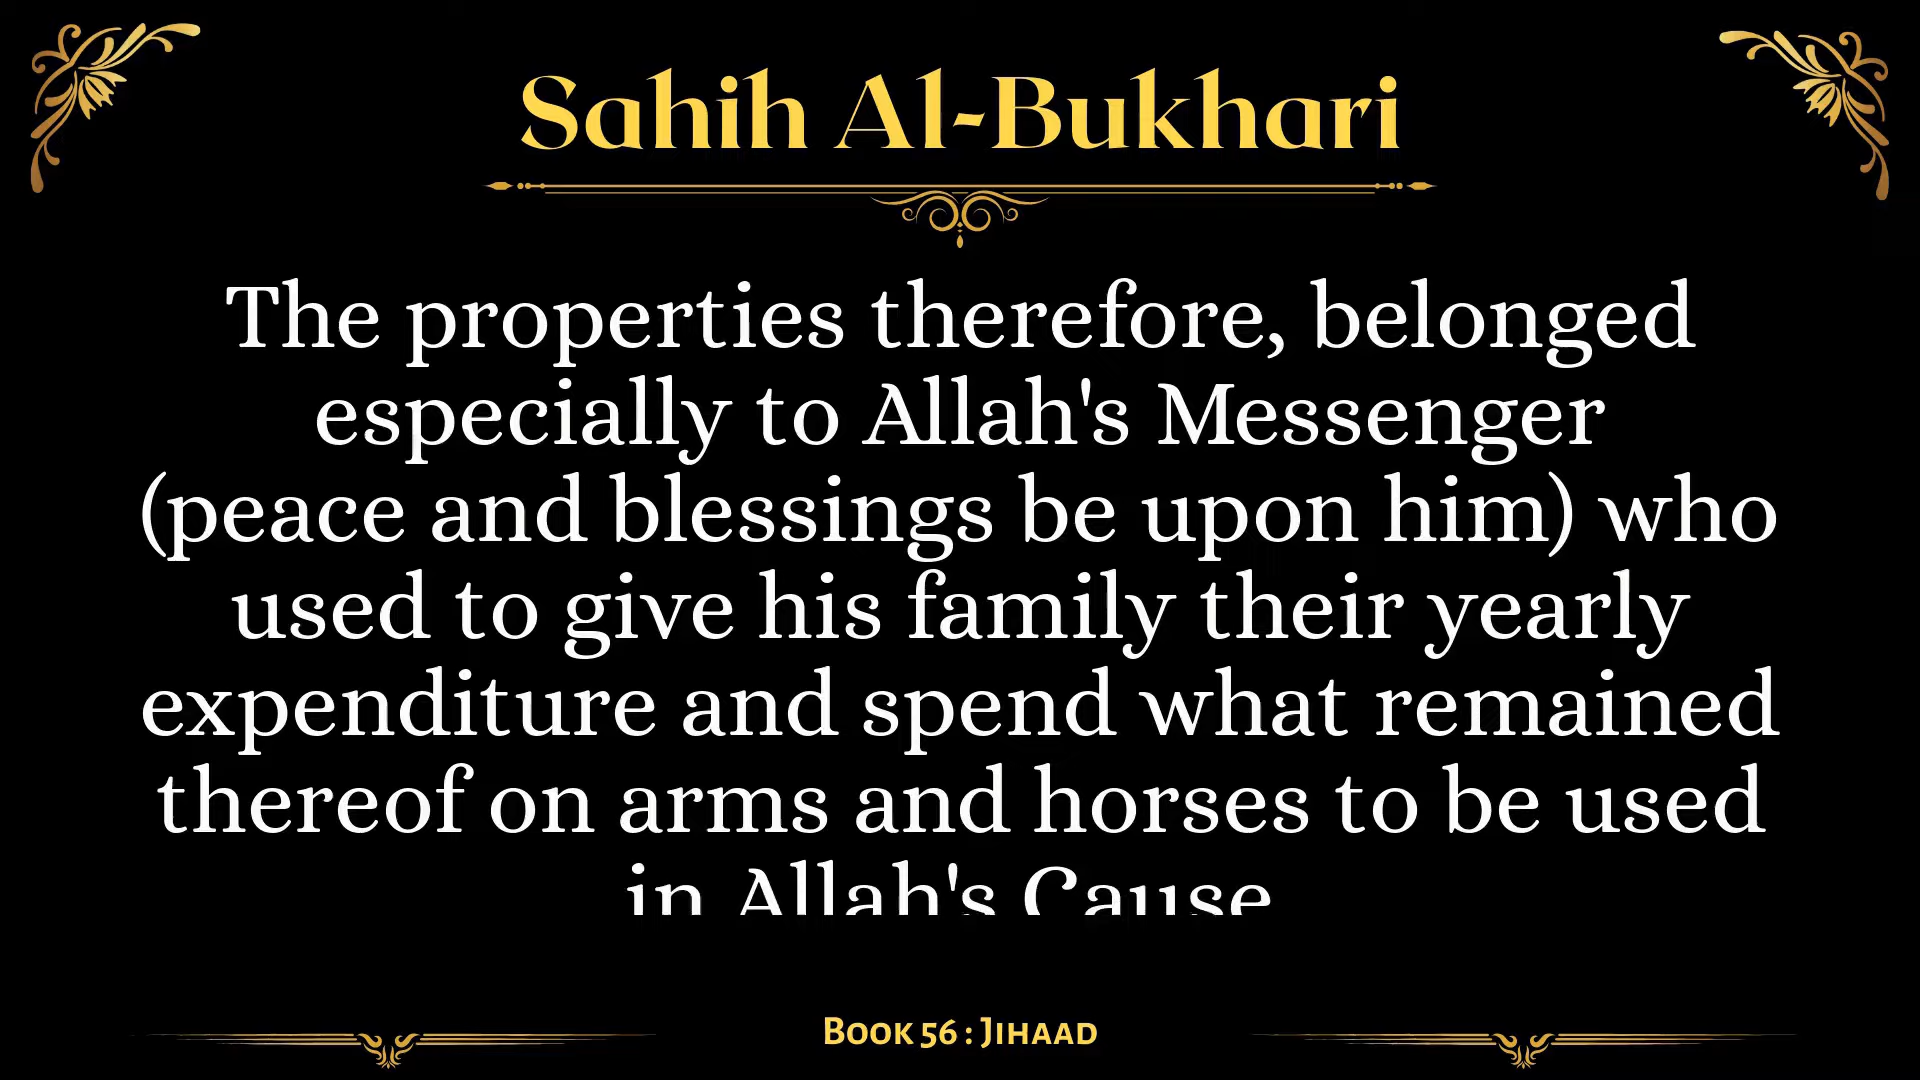 Sahih Al-Bukhari
The properties therefore, belonged
especially to Allah's Messenger
(peace and blessings be upon him) who
used to give his family their yearly
expenditure and spend what remained
thereof on arms and horses to be used
in Allah's Cause
Book 56 : Jihaad